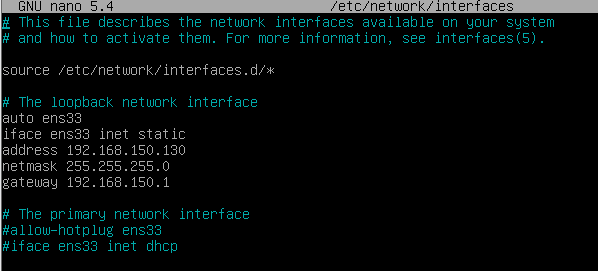 GNU nano 5.4 /etc/network/interfaces
# This file describes the network interfaces available on your system
# and how to activate them. For more information, see interfaces(5).
source /etc/network/interfaces.d/*
# The loopback network interface
auto ens33
iface ens33 inet static
address 192.168.150.130
netmask 255.255.255.0
gateway 192.168.150.1
# The primary network interface
#allow-hotplug ens33
#iface ens33 inet dhcp